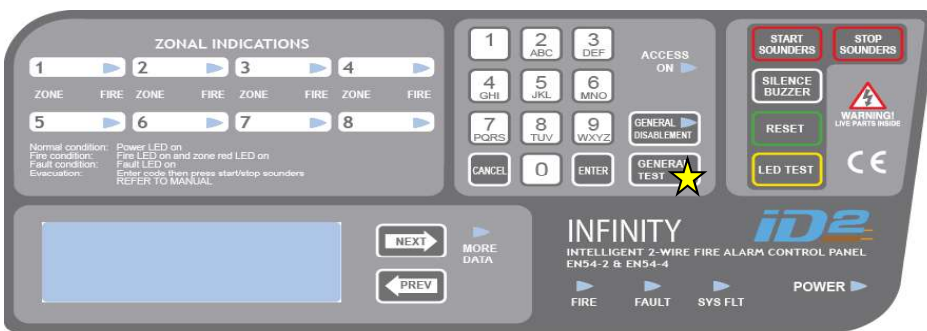 ZONAL INDICATIONS
1 2 3 4
ZONE FIRE ZONE FIRE ZONE FIRE ZONE FIRE
5 6 7 8
Normal condition: Power LED on
Fire condition: Fire LED on and zone red LED on
Fault condition: Fault LED on
Evacuation: Enter code then press start/stop sounders
REFER TO MANUAL
1 2 ABC 3 DEF
4 GHI 5 JKL 6 MNO
7 PQRS 8 TUV 9 WXYZ
CANCEL 0 ENTER
ACCESS
ON
GENERAL
DISABLEMENT
GENERAL
TEST
START
SOUNDERS
STOP
SOUNDERS
SILENCE
BUZZER
RESET
LED TEST
WARNING!
LIVE PARTS INSIDE
CE
NEXT
PREV
MORE
DATA
INFINITY
iD2
INTELLIGENT 2-WIRE FIRE ALARM CONTROL PANEL
EN54-2 & EN54-4
FIRE FAULT SYS FLT POWER